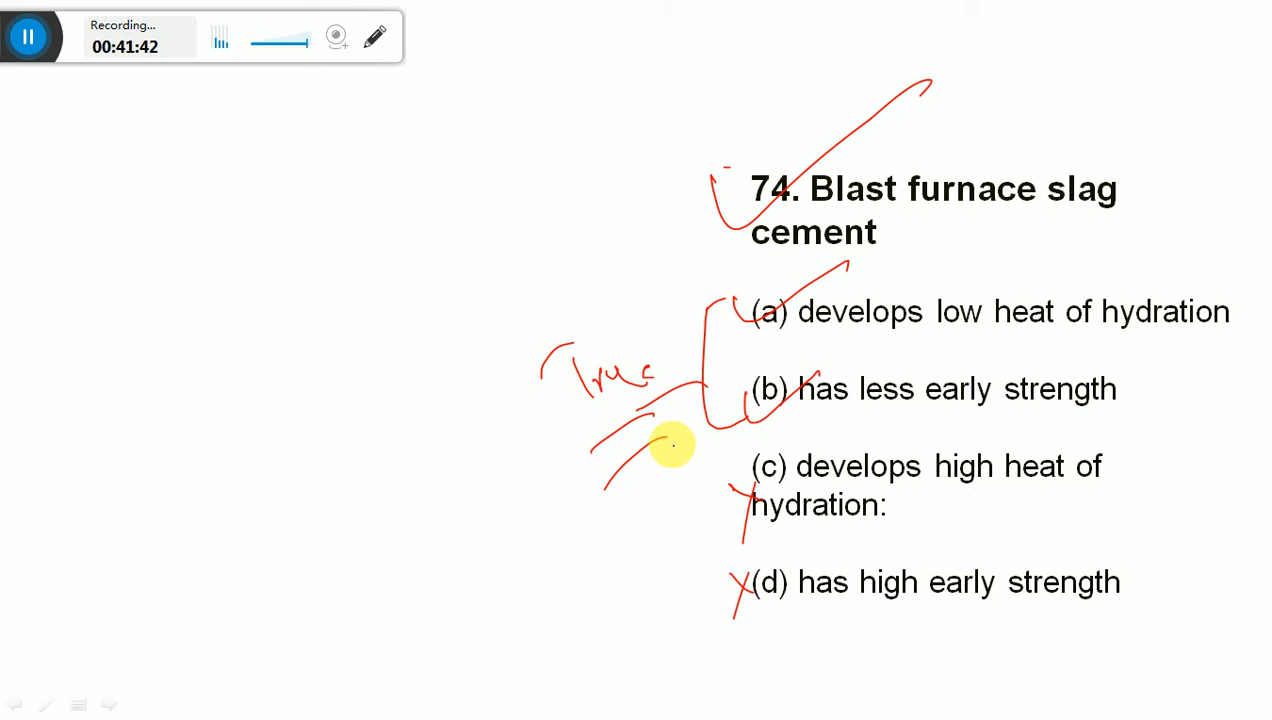 Recording...
00:41:42
74. Blast furnace slag
cement
(a) develops low heat of hydration
True
(b) has less early strength
(c) develops high heat of
hydration:
(d) has high early strength